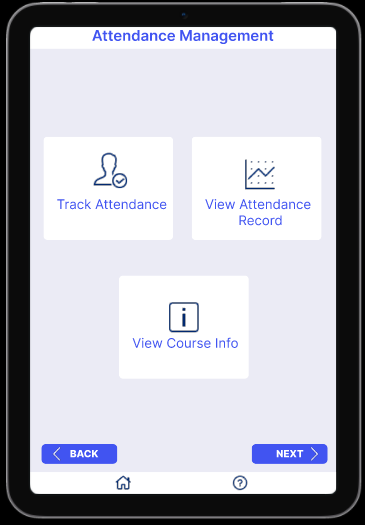 Attendance Management
Track Attendance
View Attendance
Record
i
View Course Info
BACK
NEXT
?